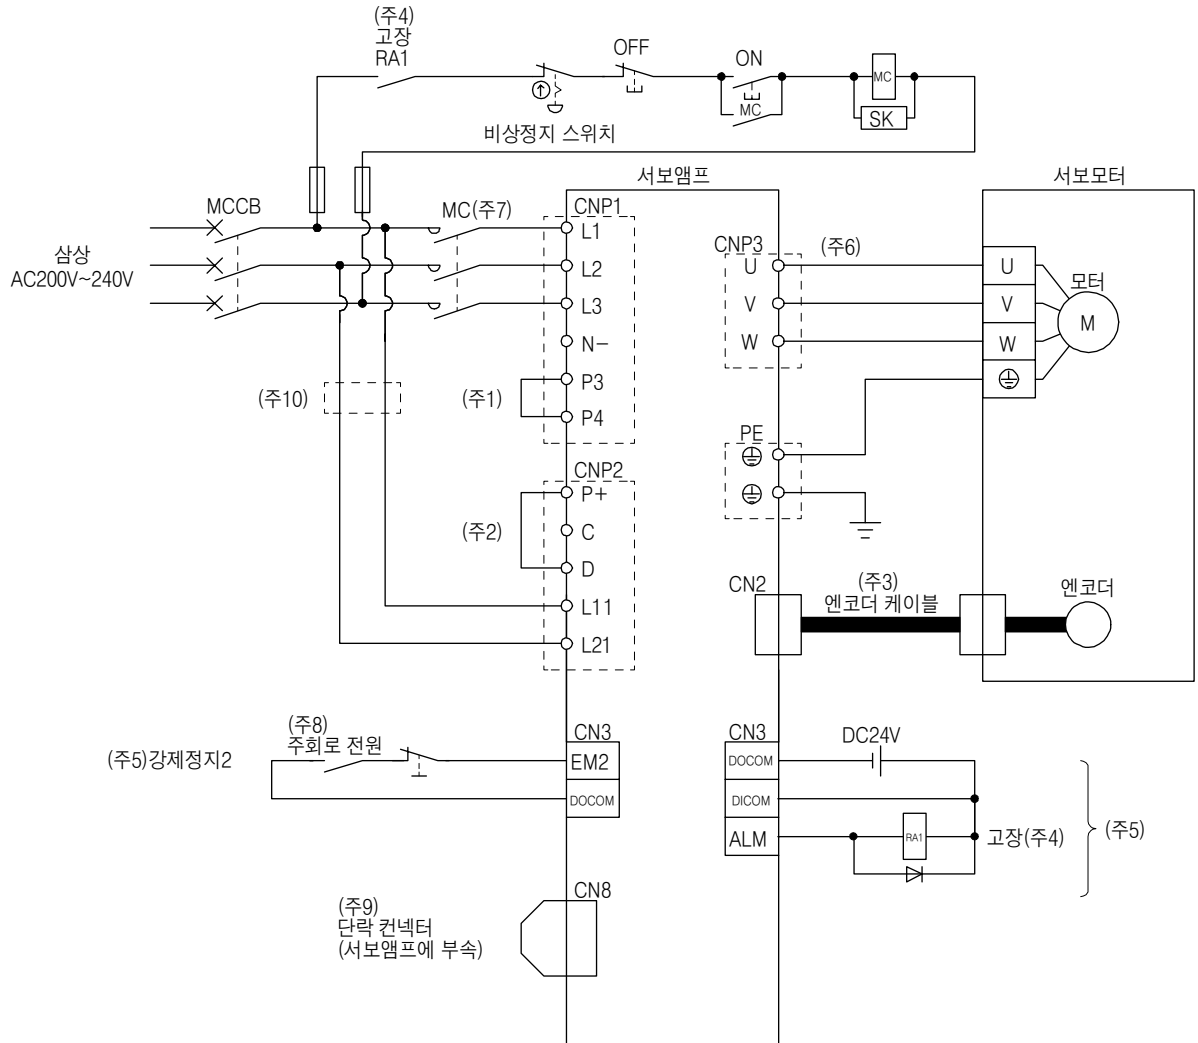 (주4)
고장
RA1
OFF
ON
MC
MC
SK
비상정지 스위치
서보앰프
서보모터
MCCB
MC(주7)
CNP1
L1
L2
L3
N−
P3
P4
삼상
AC200V~240V
CNP3
U
V
W
(주6)
U
V
W
모터
M
(주10)
(주1)
PE
CNP2
P+
C
D
L11
L21
(주2)
CN2
(주3)
엔코더 케이블
엔코더
(주8)
주회로 전원
(주5)강제정지2
CN3
EM2
DOCOM
CN3
DOCOM
DICOM
ALM
DC24V
RA1
고장(주4)
(주5)
CN8
(주9)
단락 컨넥터
(서보앰프에 부속)